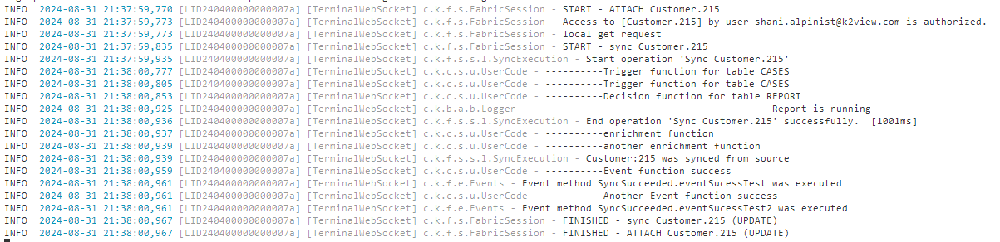 INFO 2024-08-31 21:37:59,770 [LID240400000000007a] [TerminalWebSocket] c.k.f.s.FabricSession - START - ATTACH Customer.215
INFO 2024-08-31 21:37:59,773 [LID240400000000007a] [TerminalWebSocket] c.k.f.s.FabricSession - Access to [Customer.215] by user shani.alpinist@k2view.com is authorized.
INFO 2024-08-31 21:37:59,773 [LID240400000000007a] [TerminalWebSocket] c.k.f.s.FabricSession - local get request
INFO 2024-08-31 21:37:59,835 [LID240400000000007a] [TerminalWebSocket] c.k.f.s.FabricSession - START - sync Customer.215
INFO 2024-08-31 21:37:59,935 [LID240400000000007a] [TerminalWebSocket] c.k.f.s.s.l.SyncExecution - Start operation 'Sync Customer.215'
INFO 2024-08-31 21:38:00,777 [LID240400000000007a] [TerminalWebSocket] c.k.c.s.u.UserCode - ----------Trigger function for table CASES
INFO 2024-08-31 21:38:00,805 [LID240400000000007a] [TerminalWebSocket] c.k.c.s.u.UserCode - ----------Trigger function for table CASES
INFO 2024-08-31 21:38:00,853 [LID240400000000007a] [TerminalWebSocket] c.k.c.s.u.UserCode - ----------Decision function for table REPORT
INFO 2024-08-31 21:38:00,925 [LID240400000000007a] [TerminalWebSocket] c.k.b.a.b.Logger - -----------------------------------------Report is running
INFO 2024-08-31 21:38:00,936 [LID240400000000007a] [TerminalWebSocket] c.k.f.s.s.l.SyncExecution - End operation 'Sync Customer.215' successfully. [1001ms]
INFO 2024-08-31 21:38:00,937 [LID240400000000007a] [TerminalWebSocket] c.k.c.s.u.UserCode - ----------enrichment function
INFO 2024-08-31 21:38:00,939 [LID240400000000007a] [TerminalWebSocket] c.k.c.s.u.UserCode - ----------another enrichment function
INFO 2024-08-31 21:38:00,939 [LID240400000000007a] [TerminalWebSocket] c.k.f.s.s.l.SyncExecution - Customer:215 was synced from source
INFO 2024-08-31 21:38:00,959 [LID240400000000007a] [TerminalWebSocket] c.k.c.s.u.UserCode - ----------Event function success
INFO 2024-08-31 21:38:00,961 [LID240400000000007a] [TerminalWebSocket] c.k.f.e.Events - Event method SyncSucceeded.eventSucessTest was executed
INFO 2024-08-31 21:38:00,961 [LID240400000000007a] [TerminalWebSocket] c.k.c.s.u.UserCode - ----------Another Event function success
INFO 2024-08-31 21:38:00,961 [LID240400000000007a] [TerminalWebSocket] c.k.f.e.Events - Event method SyncSucceeded.eventSucessTest2 was executed
INFO 2024-08-31 21:38:00,967 [LID240400000000007a] [TerminalWebSocket] c.k.f.s.FabricSession - FINISHED - sync Customer.215 (UPDATE)
INFO 2024-08-31 21:38:00,967 [LID240400000000007a] [TerminalWebSocket] c.k.f.s.FabricSession - FINISHED - ATTACH Customer.215 (UPDATE)